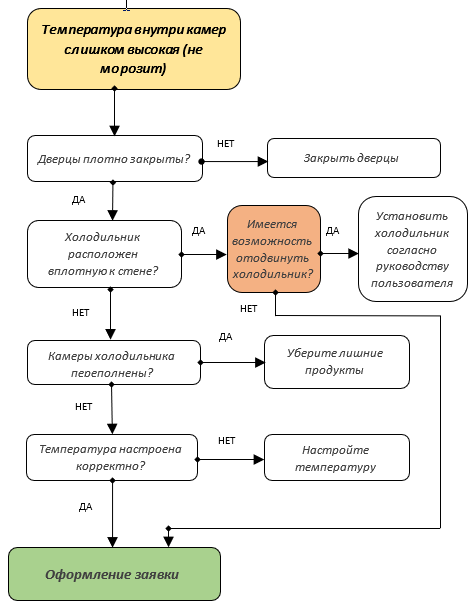 Температура внутри камер
слишком высокая (не
морозит)
НЕТ
Дверцы плотно закрыты?
Закрыть дверцы
ДА
Холодильник
расположен
вплотную к стене?
ДА
Имеется
возможность
отодвинуть
холодильник?
ДА
Установить
холодильник
согласно
руководству
пользователя
НЕТ
НЕТ
Камеры холодильника
переполнены?
ДА
Уберите лишние
продукты
НЕТ
Температура настроена
корректно?
НЕТ
Настройте
температуру
ДА
Оформление заявки